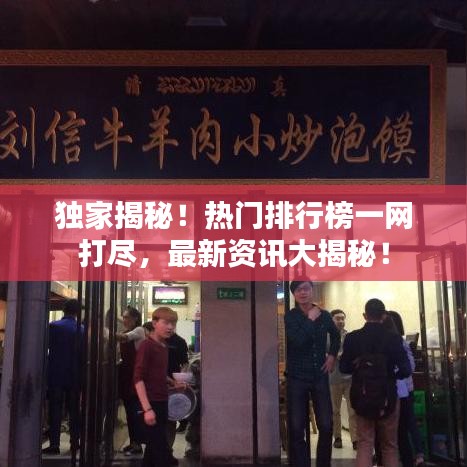 清 真
刘信牛羊肉小炒泡馍
独家揭秘！热门排行榜一网
打尽，最新资讯大揭秘！